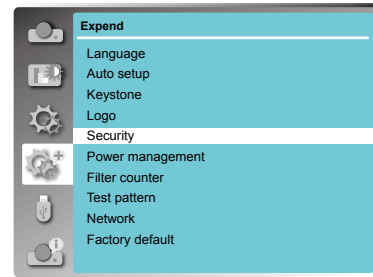 Expend
Language
Auto setup
Keystone
Logo
Security
Power management
Filter counter
Test pattern
Network
Factory default